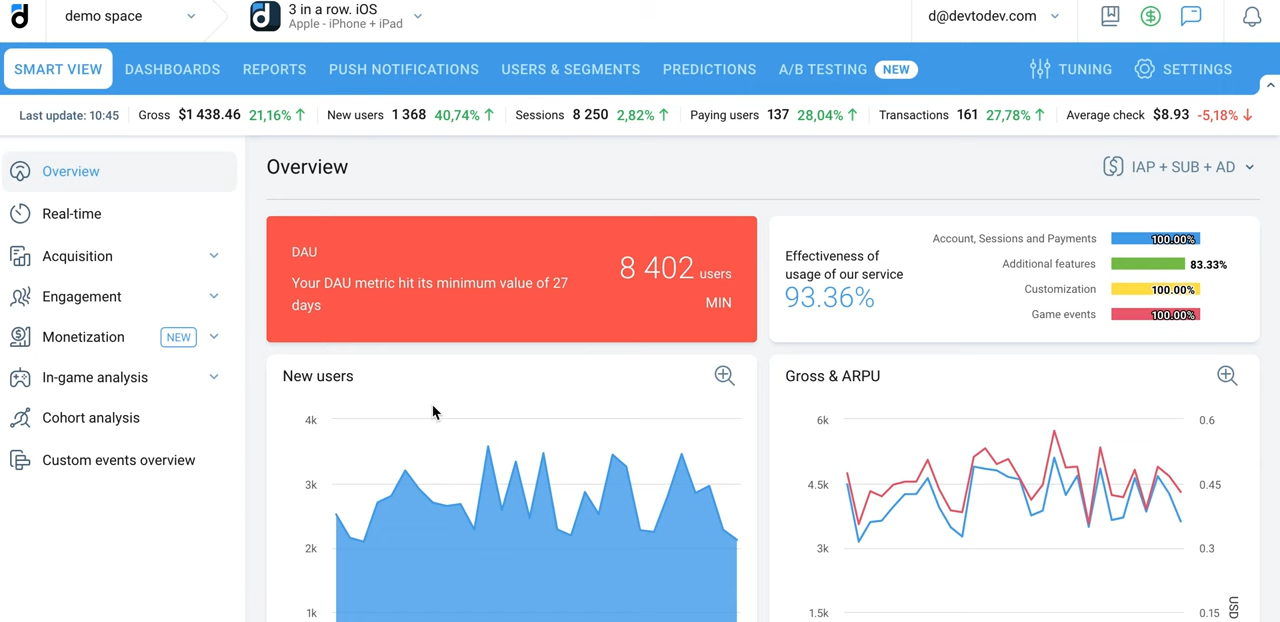 d
demo space
d
3 in a row. iOS
Apple - iPhone + iPad
d@devtodev.com
SMART VIEW
DASHBOARDS
REPORTS
PUSH NOTIFICATIONS
USERS & SEGMENTS
PREDICTIONS
A/B TESTING NEW
TUNING
SETTINGS
Last update: 10:45
Gross $1 438.46 21,16% ↑
New users 1 368 40,74% ↑
Sessions 8 250 2,82% ↑
Paying users 137 28,04% ↑
Transactions 161 27,78% ↑
Average check $8.93 -5,18% ↓
Overview
Real-time
Acquisition
Engagement
Monetization NEW
In-game analysis
Cohort analysis
Custom events overview
Overview
IAP + SUB + AD
DAU
Your DAU metric hit its minimum value of 27
days
8 402 users
MIN
Effectiveness of
usage of our service
93.36%
Account, Sessions and Payments 100.00%
Additional features 83.33%
Customization 100.00%
Game events 100.00%
New users
4k
3k
2k
1k
Gross & ARPU
6k
4.5k
3k
1.5k
0.6
0.45
0.3
0.15
USD